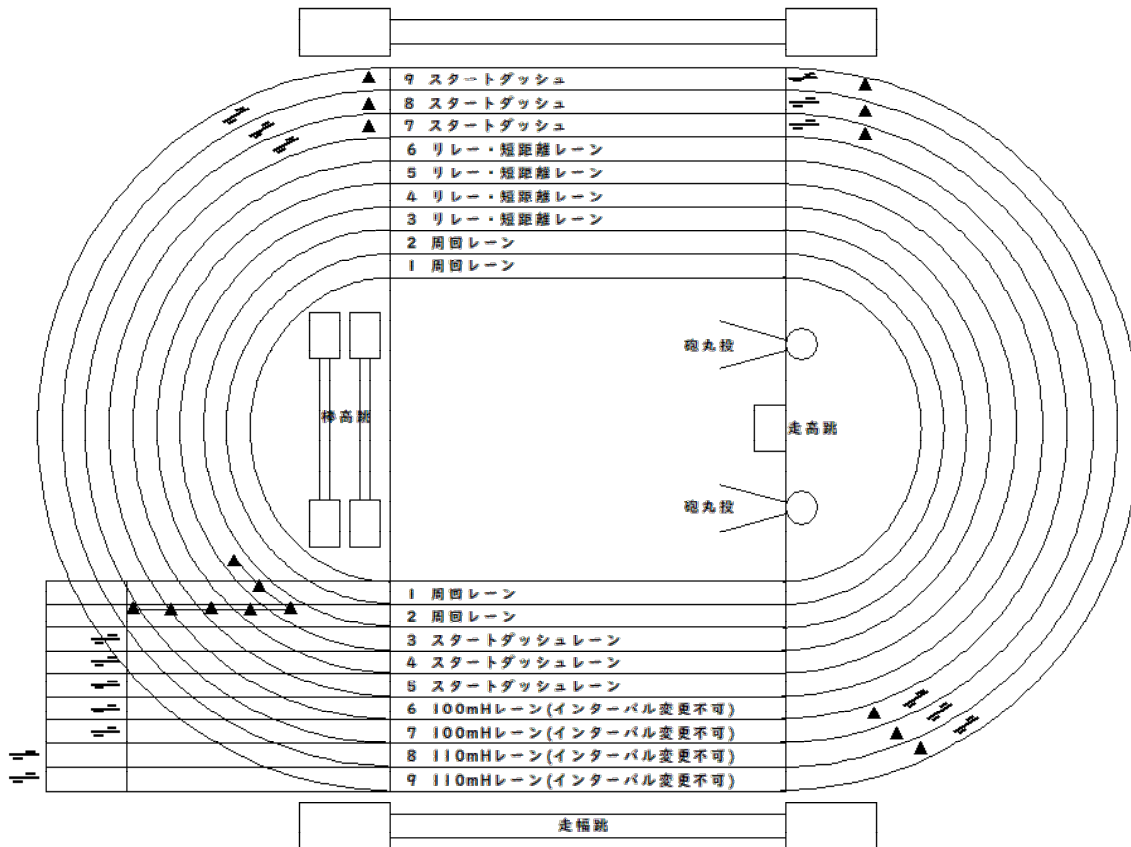 9 スタートダッシュ
8 スタートダッシュ
7 スタートダッシュ
6 リレー・短距離レーン
5 リレー・短距離レーン
4 リレー・短距離レーン
3 リレー・短距離レーン
2 周回レーン
1 周回レーン
砲丸投
棒高跳
走高跳
砲丸投
1 周回レーン
2 周回レーン
3 スタートダッシュレーン
4 スタートダッシュレーン
5 スタートダッシュレーン
6 100mHレーン(インターバル変更不可)
7 100mHレーン(インターバル変更不可)
8 110mHレーン(インターバル変更不可)
9 110mHレーン(インターバル変更不可)
走幅跳